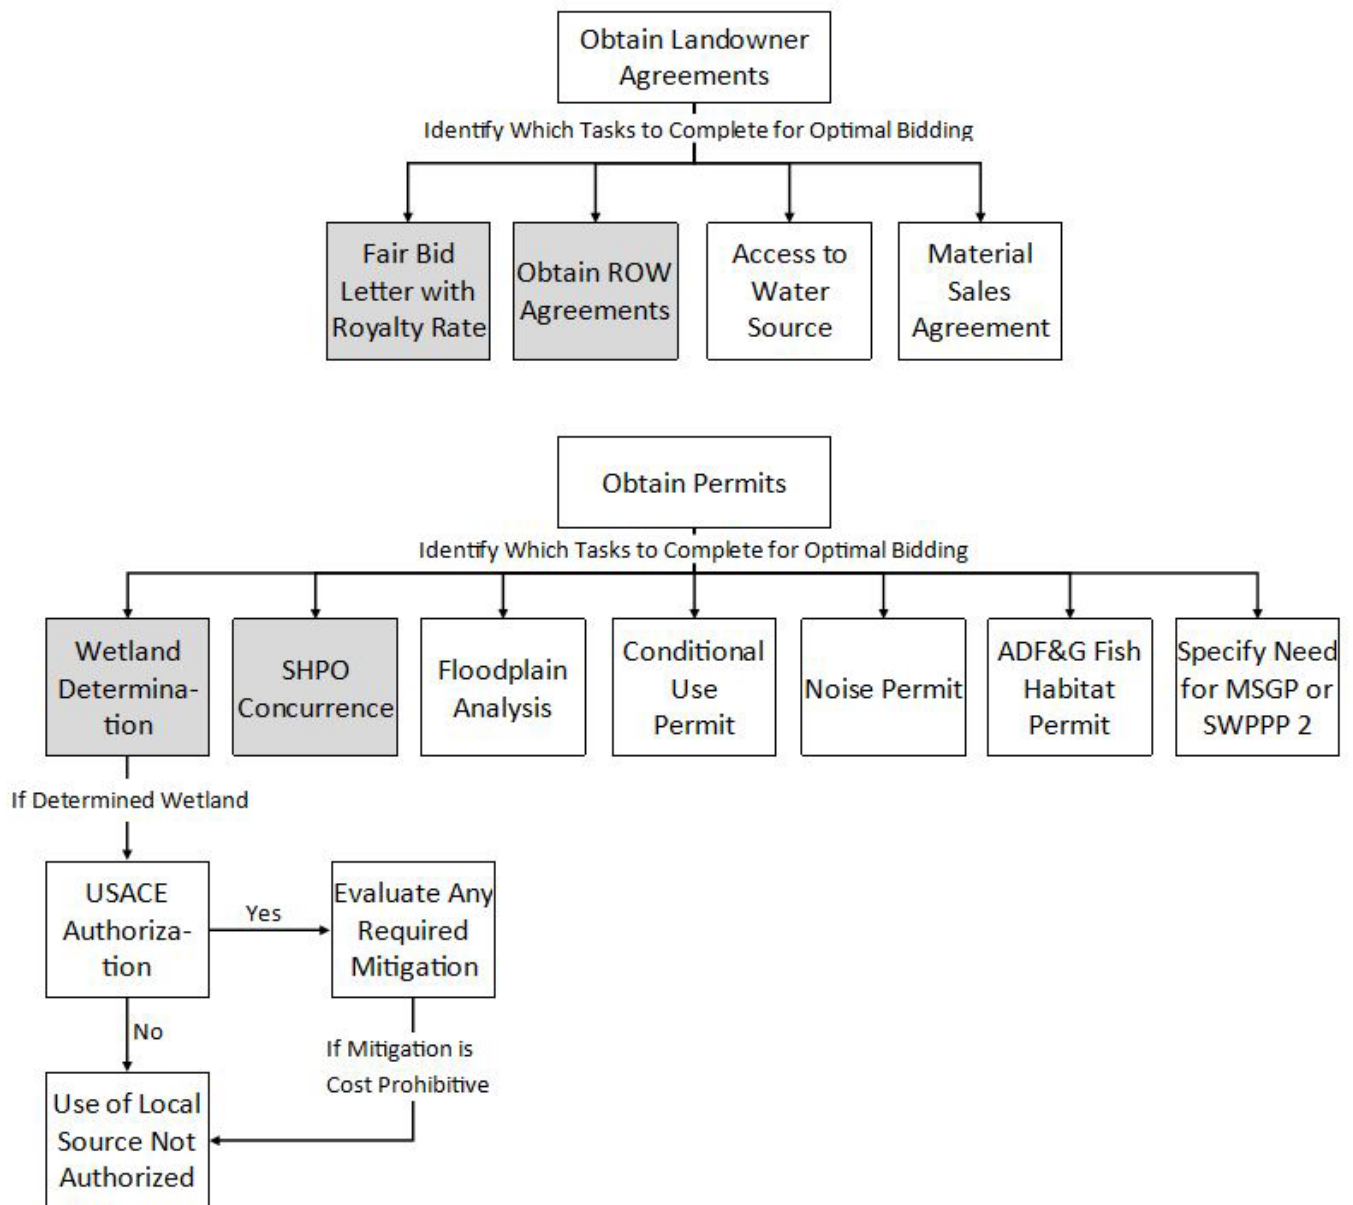 Obtain Landowner
Agreements
Identify Which Tasks to Complete for Optimal Bidding
Fair Bid
Letter with
Royalty Rate
Obtain ROW
Agreements
Access to
Water
Source
Material
Sales
Agreement
Obtain Permits
Identify Which Tasks to Complete for Optimal Bidding
Wetland
Determina-
tion
SHPO
Concurrence
Floodplain
Analysis
Conditional
Use
Permit
Noise Permit
ADF&G Fish
Habitat
Permit
Specify Need
for MSGP or
SWPPP 2
If Determined Wetland
USACE
Authoriza-
tion
Yes
Evaluate Any
Required
Mitigation
No
If Mitigation is
Cost Prohibitive
Use of Local
Source Not
Authorized